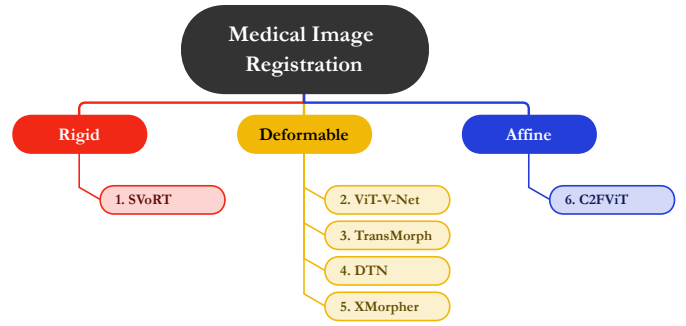 Medical Image
Registration
Rigid
Deformable
Affine
1. SVoRT
2. ViT-V-Net
3. TransMorph
4. DTN
5. XMorpher
6. C2FViT